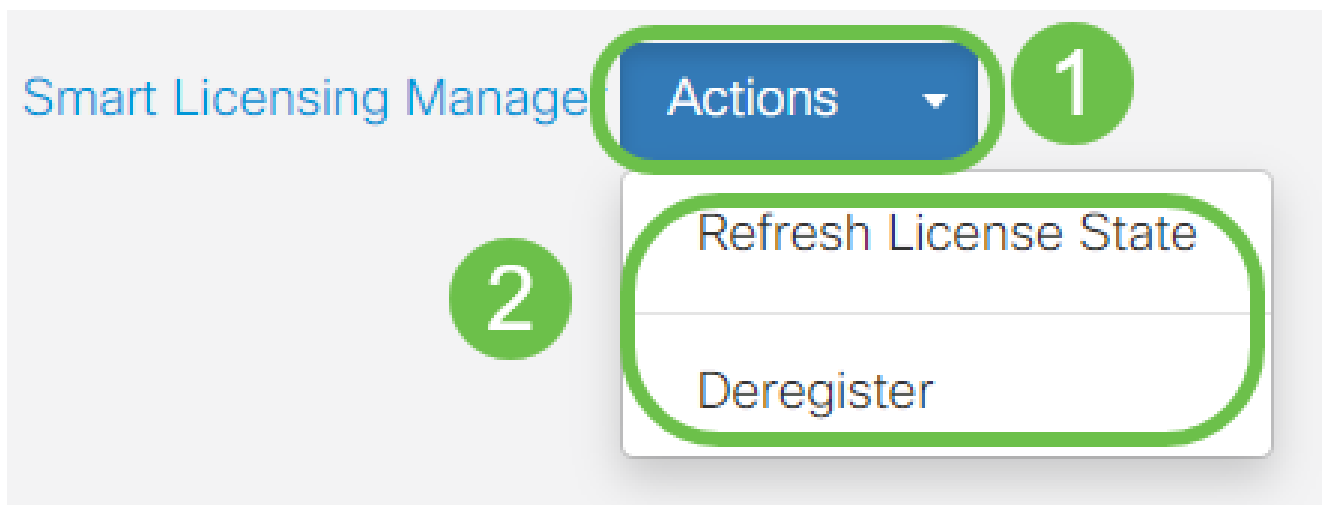 Smart Licensing Manage
Actions
1
Refresh License State
2
Deregister